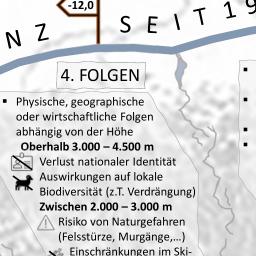 -12,0
NZ SEIT 19
4. FOLGEN
▪ Physische, geographische
oder wirtschaftliche Folgen
abhängig von der Höhe
Oberhalb 3.000 – 4.500 m
Verlust nationaler Identität
Auswirkungen auf lokale
Biodiversität (z.T. Verdrängung)
Zwischen 2.000 – 3.000 m
Risiko von Naturgefahren
(Felsstürze, Murgänge,...)
Einschränkungen im Ski-